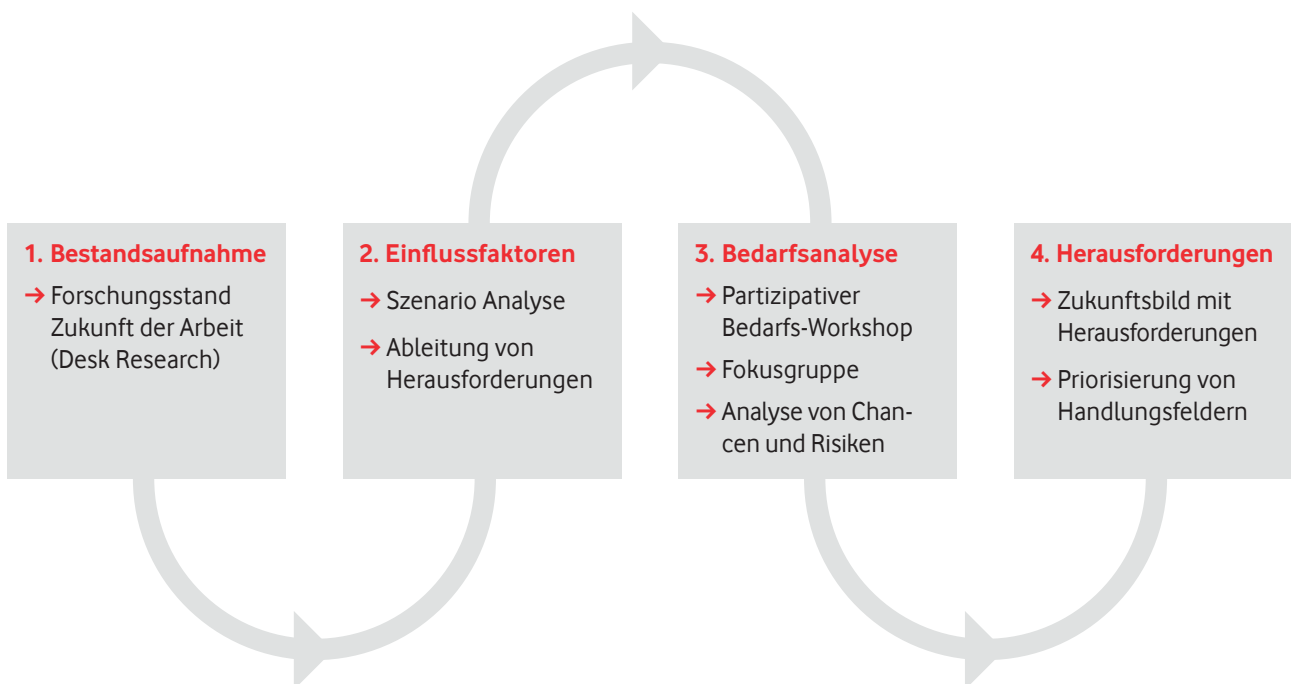 1. Bestandsaufnahme
→ Forschungsstand
Zukunft der Arbeit
(Desk Research)
2. Einflussfaktoren
→ Szenario Analyse
→ Ableitung von
Herausforderungen
3. Bedarfsanalyse
→ Partizipativer
Bedarfs-Workshop
→ Fokusgruppe
→ Analyse von Chan-
cen und Risiken
4. Herausforderungen
→ Zukunftsbild mit
Herausforderungen
→ Priorisierung von
Handlungsfeldern